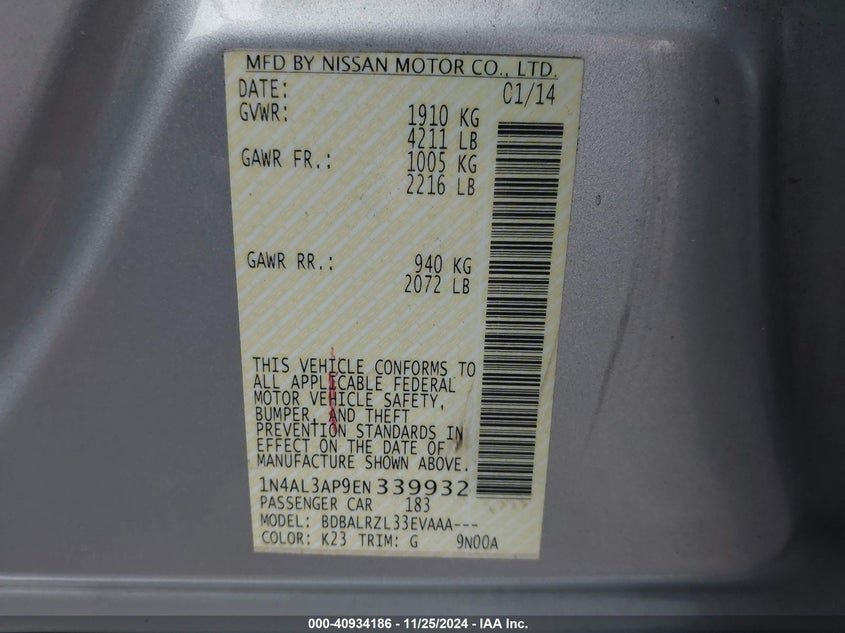 MFD BY NISSAN MOTOR CO., LTD.
DATE: 01/14
GVWR: 1910 KG
4211 LB
GAWR FR.: 1005 KG
2216 LB
GAWR RR.: 940 KG
2072 LB
THIS VEHICLE CONFORMS TO
ALL APPLICABLE FEDERAL
MOTOR VEHICLE SAFETY,
BUMPER, AND THEFT
PREVENTION STANDARDS IN
EFFECT ON THE DATE OF
MANUFACTURE SHOWN ABOVE.
1N4AL3AP9EN 339932
PASSENGER CAR 183
MODEL: BDBALRZL33EVAAA---
COLOR: K23 TRIM: G 9N00A
000-40934186 - 11/25/2024 - IAA Inc.